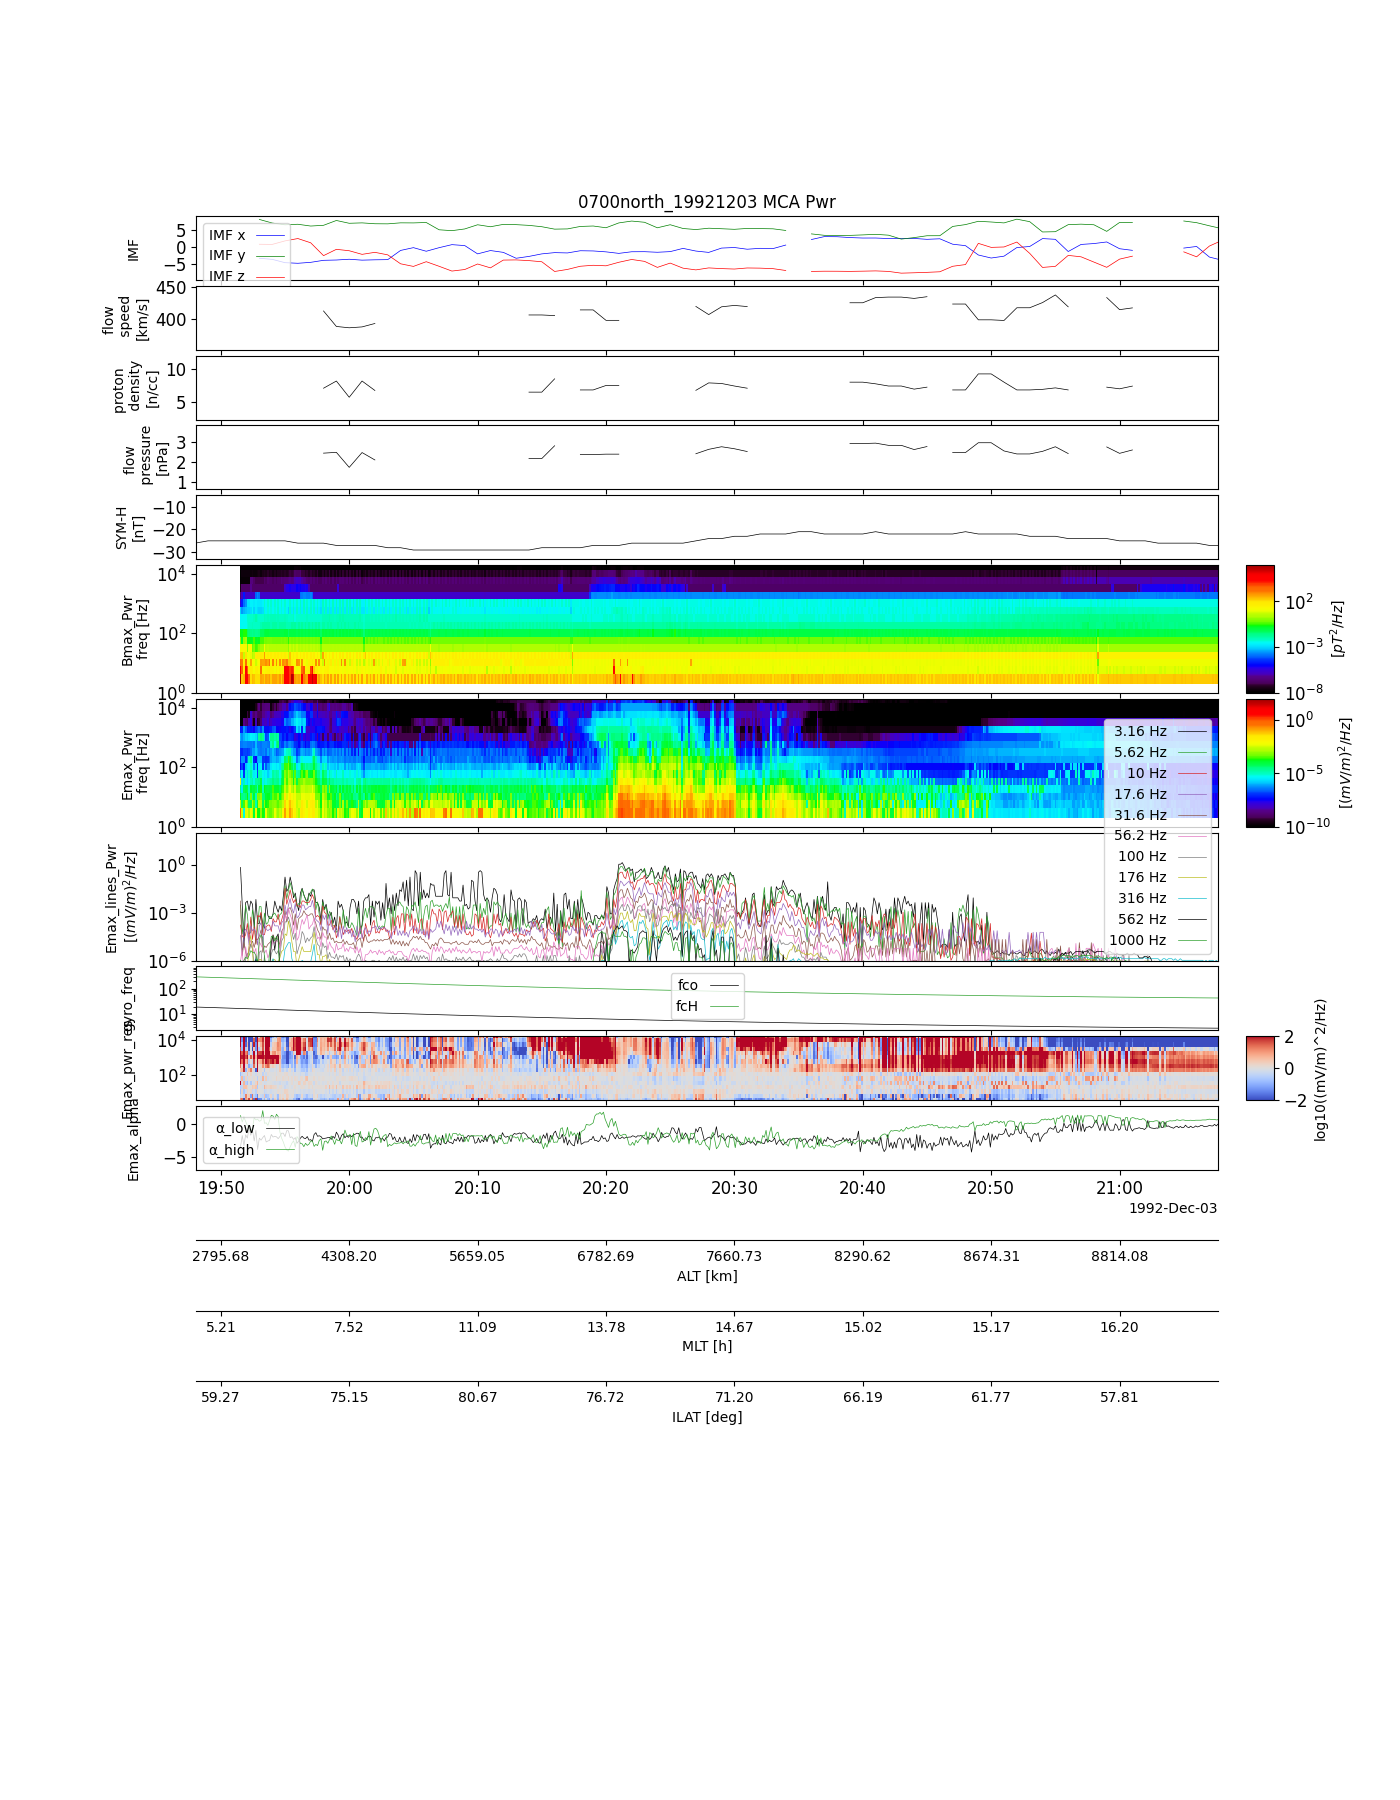 0700north_19921203 MCA Pwr
IMF
5
0
−5
IMF x
IMF y
IMF z
flow
speed
[km/s]
450
400
proton
density
[n/cc]
10
5
flow
pressure
[nPa]
3
2
1
SYM-H
[nT]
−10
−20
−30
Bmax_Pwr
freq [Hz]
10^4
10^2
10^0
10^2
10^−3
10^−8
[pT^2/Hz]
Emax_Pwr
freq [Hz]
10^4
10^2
10^0
10^0
10^−5
10^−10
[(mV/m)^2/Hz]
3.16 Hz
5.62 Hz
10 Hz
17.6 Hz
31.6 Hz
56.2 Hz
100 Hz
176 Hz
316 Hz
562 Hz
1000 Hz
Emax_lines_Pwr
[(mV/m)^2/Hz]
10^0
10^−3
10^−6
10^2
10^1
fco
fcH
10^4
10^2
2
0
−2
log10((mV/m)^2/Hz)
Emax_alpha
0
−5
α_low
α_high
19:50 20:00 20:10 20:20 20:30 20:40 20:50 21:00
1992-Dec-03
2795.68 4308.20 5659.05 6782.69 7660.73 8290.62 8674.31 8814.08
ALT [km]
5.21 7.52 11.09 13.78 14.67 15.02 15.17 16.20
MLT [h]
59.27 75.15 80.67 76.72 71.20 66.19 61.77 57.81
ILAT [deg]